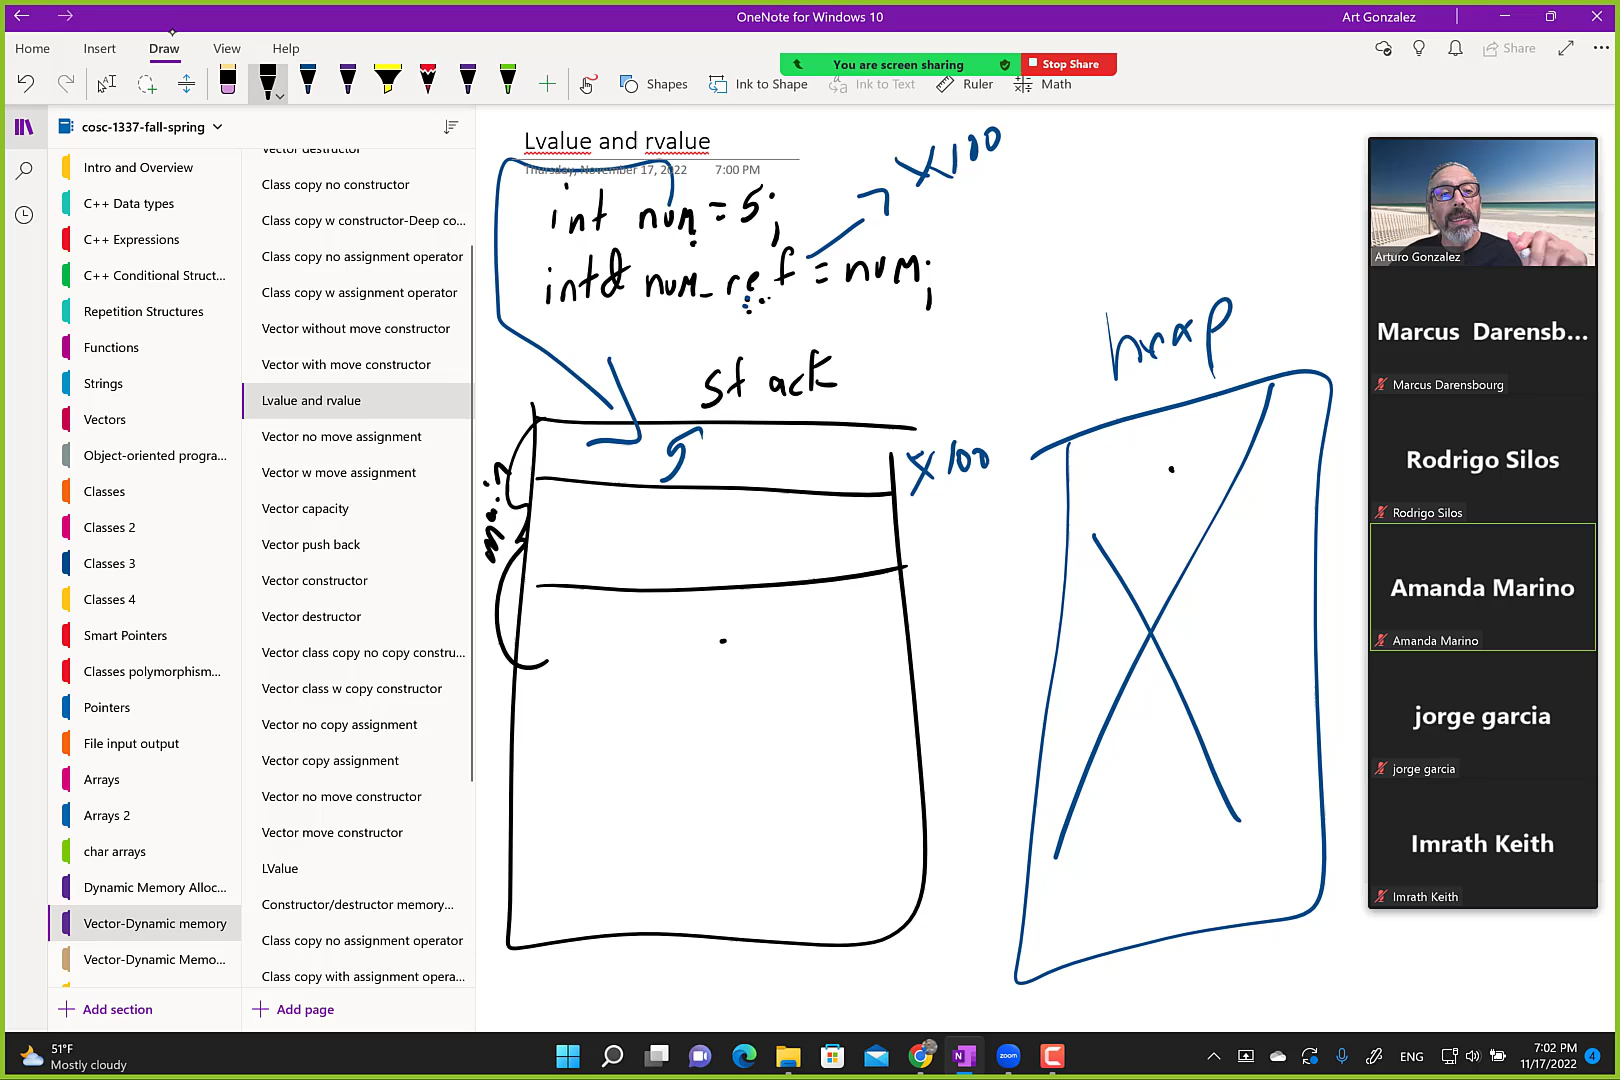 OneNote for Windows 10
Art Gonzalez
Home Insert Draw View Help
Share
You are screen sharing
Stop Share
Shapes
Ink to Shape
Ink to Text
Ruler
Math
cosc-1337-fall-spring
Intro and Overview
C++ Data types
C++ Expressions
C++ Conditional Struct...
Repetition Structures
Functions
Strings
Vectors
Object-oriented progra...
Classes
Classes 2
Classes 3
Classes 4
Smart Pointers
Classes polymorphism...
Pointers
File input output
Arrays
Arrays 2
char arrays
Dynamic Memory Alloc...
Vector-Dynamic memory
Vector-Dynamic Memo...
Add section
Vector destructor
Class copy no constructor
Class copy w constructor-Deep co...
Class copy no assignment operator
Class copy w assignment operator
Vector without move constructor
Vector with move constructor
Lvalue and rvalue
Vector no move assignment
Vector w move assignment
Vector capacity
Vector push back
Vector constructor
Vector destructor
Vector class copy no copy constru...
Vector class w copy constructor
Vector no copy assignment
Vector copy assignment
Vector no move constructor
Vector move constructor
LValue
Constructor/destructor memory...
Class copy no assignment operator
Class copy with assignment opera...
Add page
Lvalue and rvalue
Thursday, November 17, 2022 7:00 PM
x100
int num = 5;
int& num_ref = num;
stack
heap
5
x100
main
Arturo Gonzalez
Marcus Darensb...
Marcus Darensbourg
Rodrigo Silos
Rodrigo Silos
Amanda Marino
Amanda Marino
jorge garcia
jorge garcia
Imrath Keith
Imrath Keith
51°F
Mostly cloudy
zoom
ENG
7:02 PM
11/17/2022
4